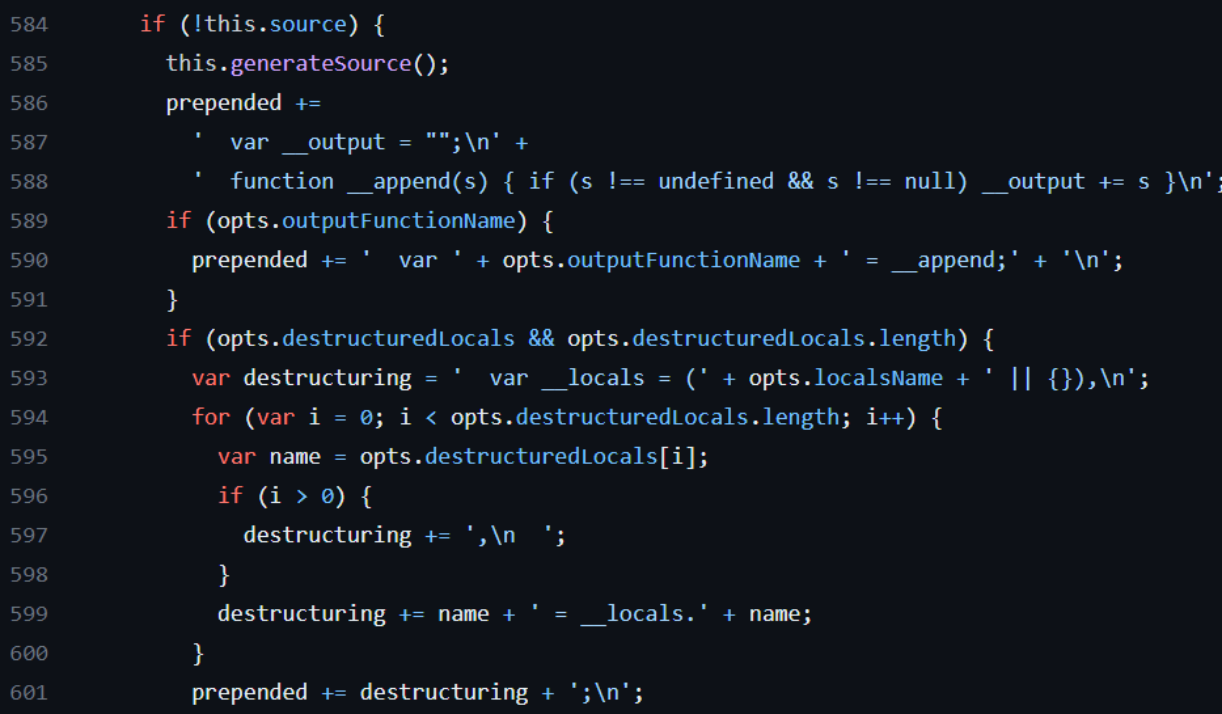 584 if (!this.source) {
585 this.generateSource();
586 prepended +=
587 '  var __output = "";\n' +
588 '  function __append(s) { if (s !== undefined && s !== null) __output += s }\n';
589 if (opts.outputFunctionName) {
590 prepended += '  var ' + opts.outputFunctionName + ' = __append;' + '\n';
591 }
592 if (opts.destructuredLocals && opts.destructuredLocals.length) {
593 var destructuring = '  var __locals = (' + opts.localsName + ' || {}),\n';
594 for (var i = 0; i < opts.destructuredLocals.length; i++) {
595 var name = opts.destructuredLocals[i];
596 if (i > 0) {
597 destructuring += ',\n  ';
598 }
599 destructuring += name + ' = __locals.' + name;
600 }
601 prepended += destructuring + ';\n';